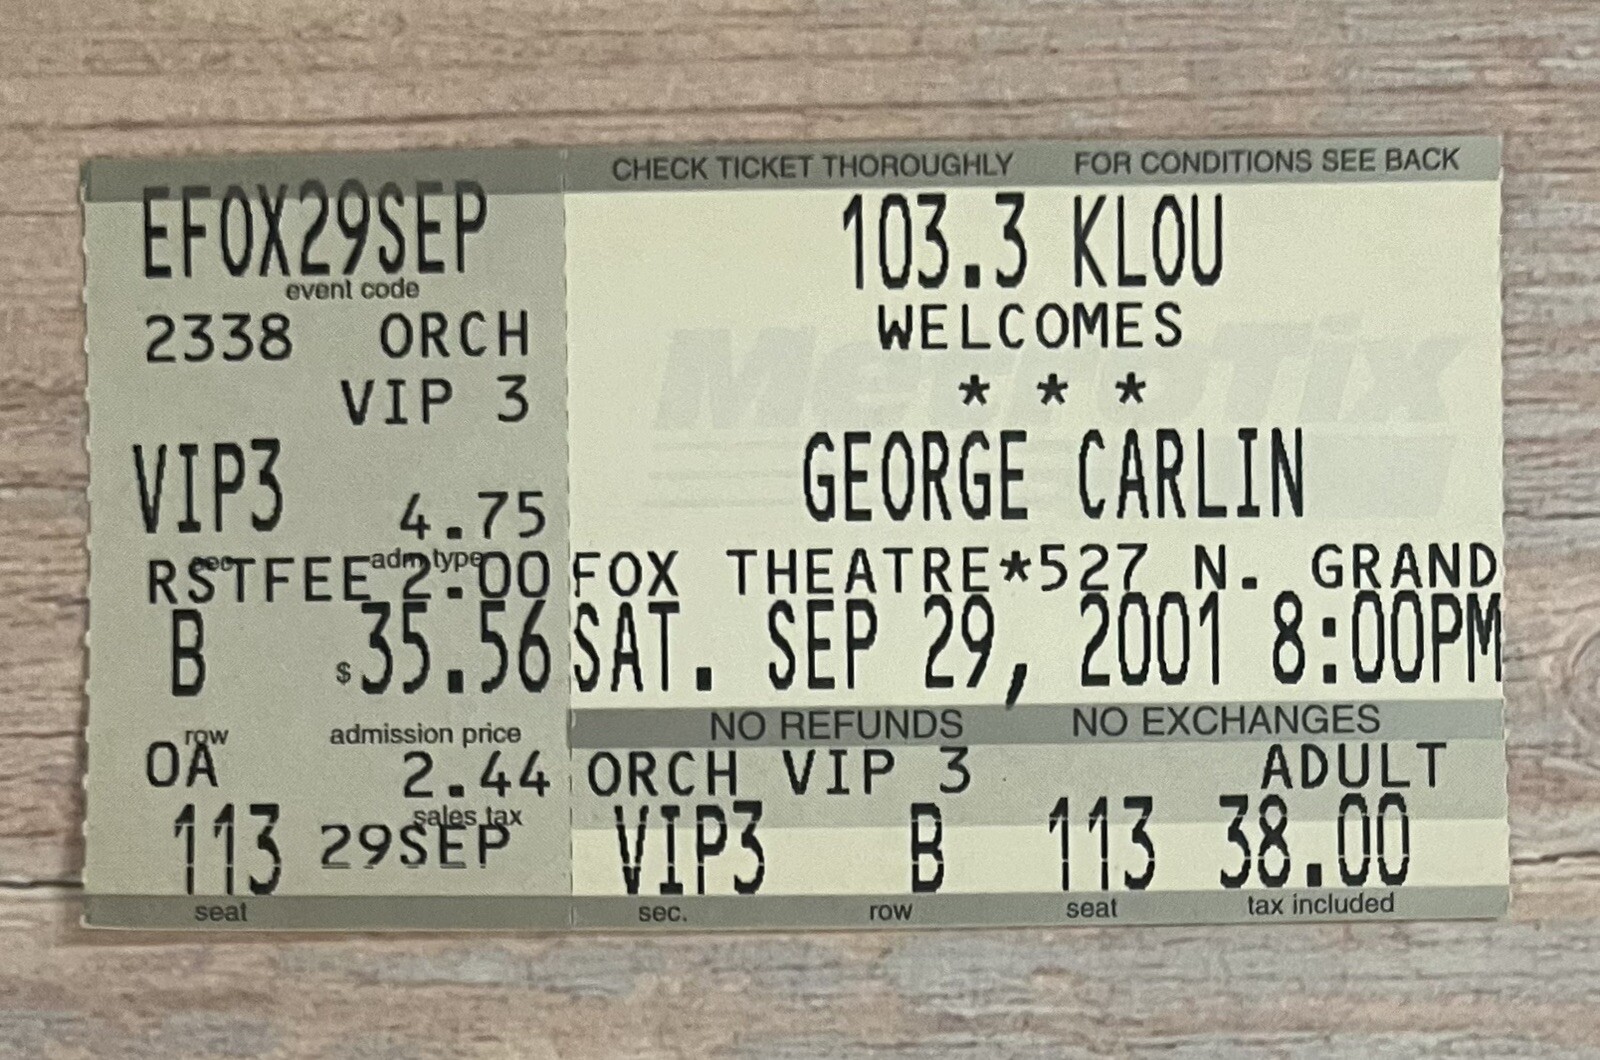 CHECK TICKET THOROUGHLY FOR CONDITIONS SEE BACK
EFOX29SEP
event code
2338 ORCH
VIP 3
VIP3 4.75
sec adm type
RSTFEE 2.00
B $35.56
row admission price
OA 2.44
sales tax
113 29SEP
seat
103.3 KLOU
WELCOMES
* * *
MetroTix
GEORGE CARLIN
FOX THEATRE*527 N. GRAND
SAT. SEP 29, 2001 8:00PM
NO REFUNDS NO EXCHANGES
ORCH VIP 3 ADULT
VIP3 B 113 38.00
sec. row seat tax included